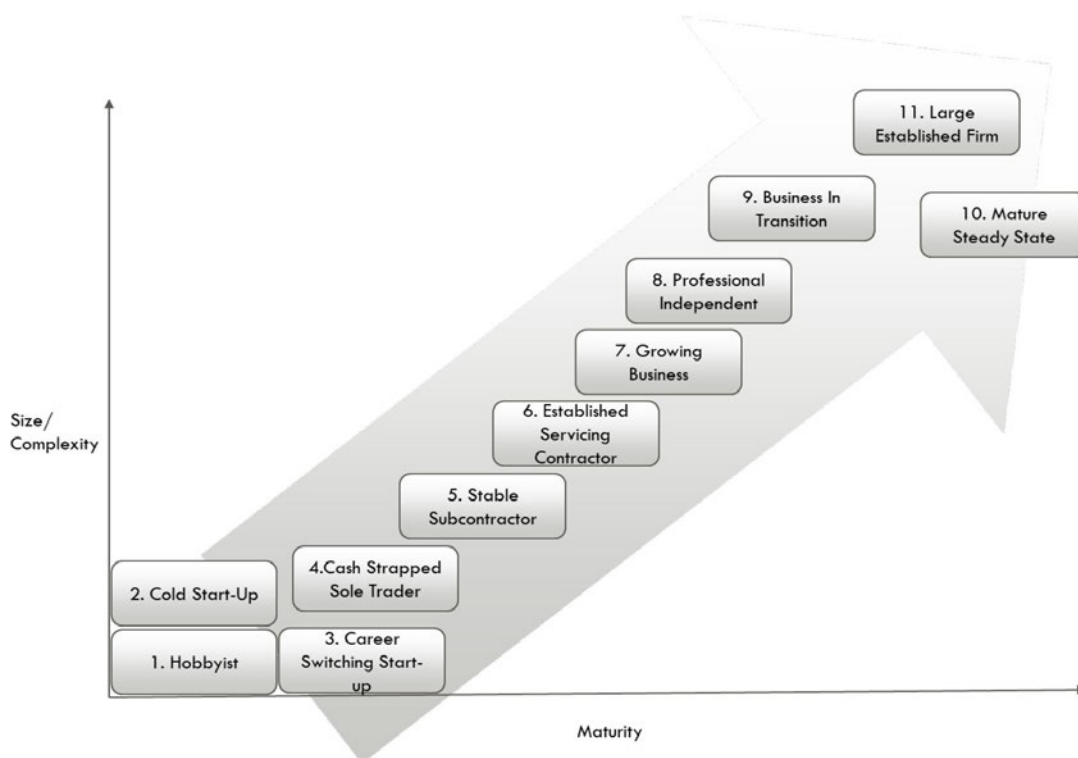 11. Large
Established Firm
9. Business In
Transition
10. Mature
Steady State
8. Professional
Independent
7. Growing
Business
6. Established
Servicing
Contractor
Size/
Complexity
5. Stable
Subcontractor
4.Cash Strapped
Sole Trader
2. Cold Start-Up
3. Career
Switching Start-
up
1. Hobbyist
Maturity